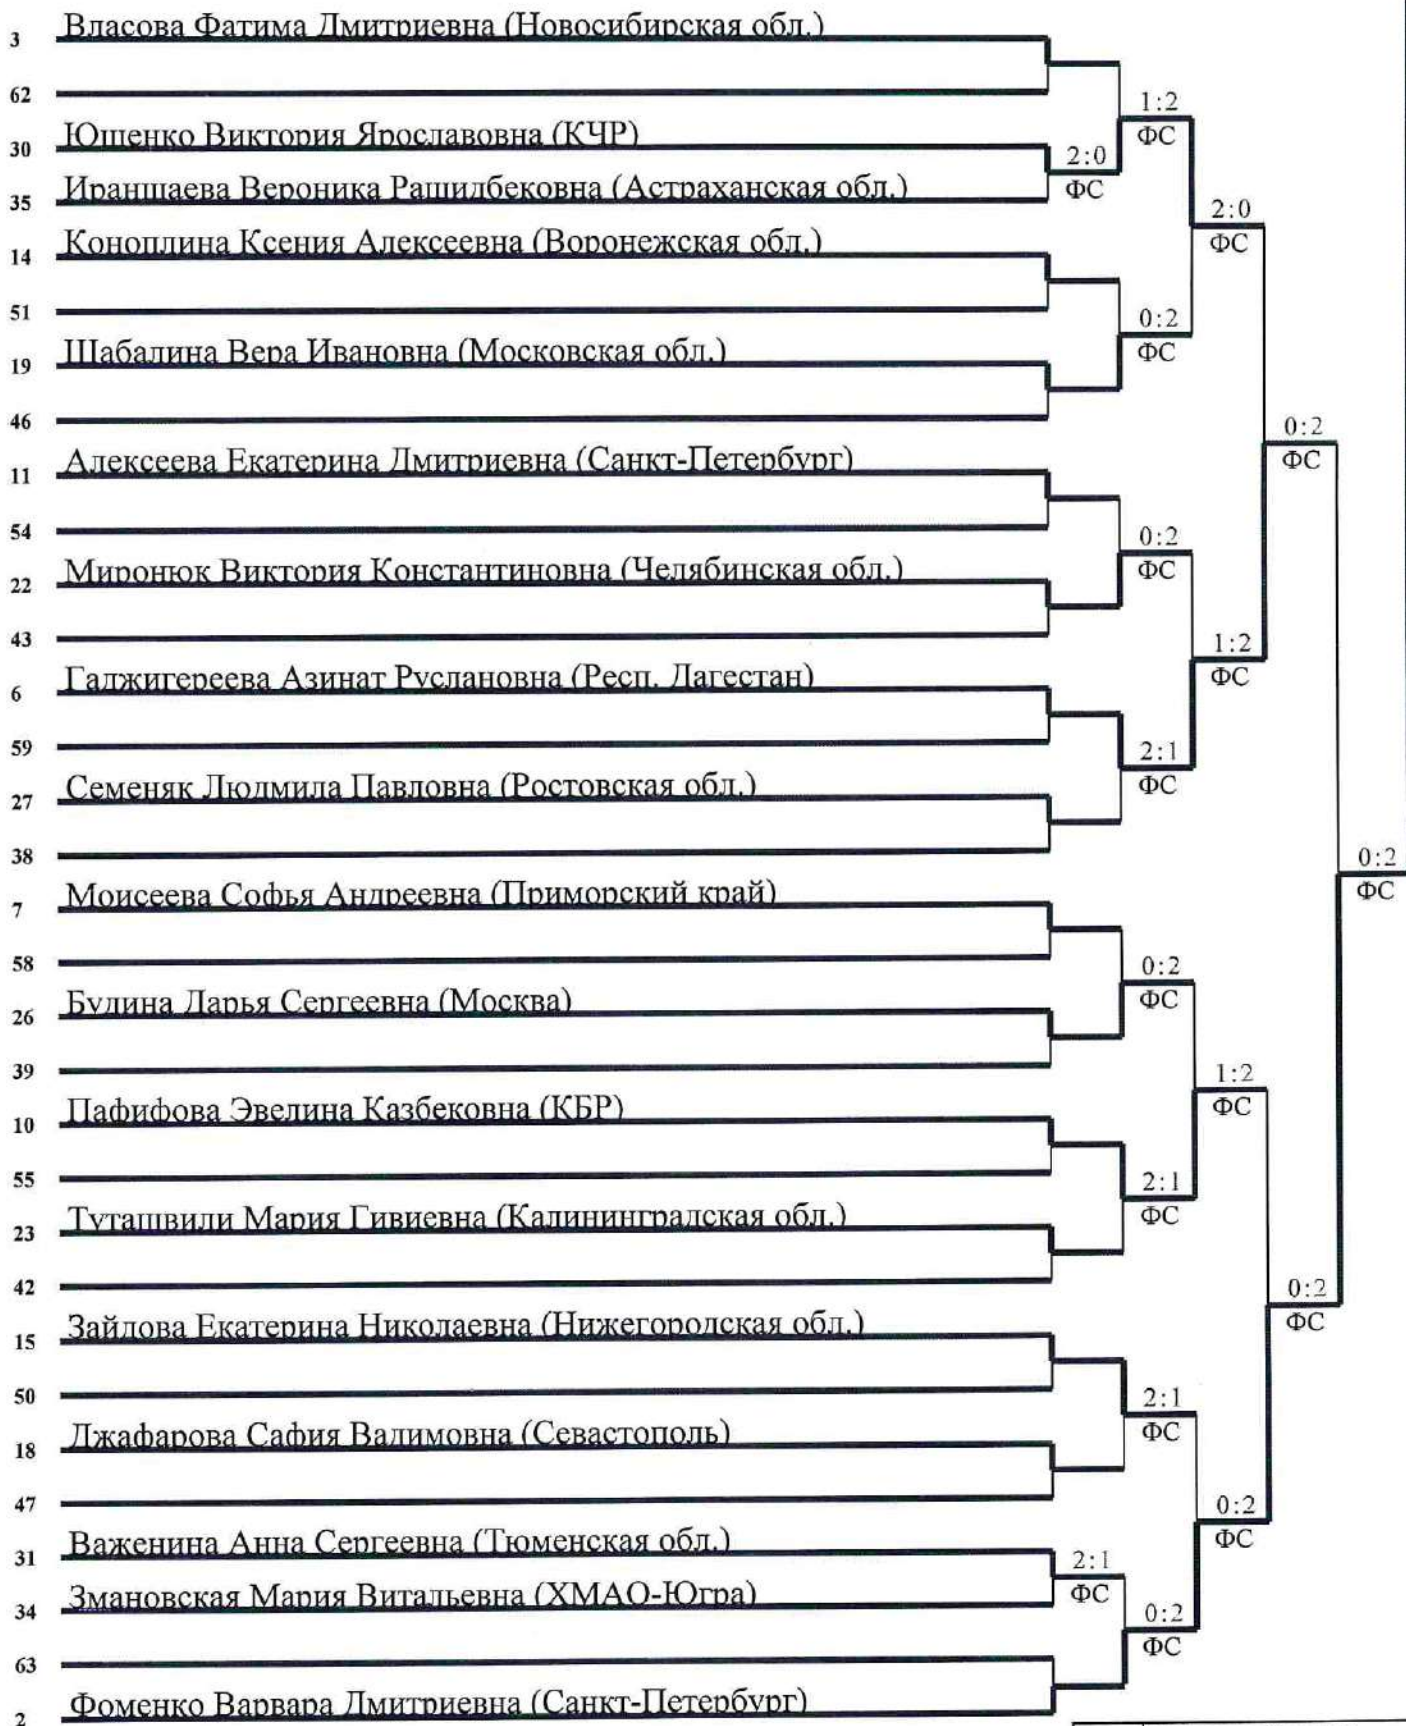 3 Власова Фатима Дмитриевна (Новосибирская обл.)
62
1:2
ФС
30 Ющенко Виктория Ярославовна (КЧР)
2:0
ФС
35 Иранщаева Вероника Рашидбековна (Астраханская обл.)
2:0
ФС
14 Коноплина Ксения Алексеевна (Воронежская обл.)
51
0:2
ФС
19 Шабалина Вера Ивановна (Московская обл.)
46
0:2
ФС
11 Алексеева Екатерина Дмитриевна (Санкт-Петербург)
54
0:2
ФС
22 Миронюк Виктория Константиновна (Челябинская обл.)
43
1:2
ФС
6 Гаджигереева Азинат Руслановна (Респ. Дагестан)
59
2:1
ФС
27 Семеняк Людмила Павловна (Ростовская обл.)
38
0:2
ФС
7 Моисеева Софья Андреевна (Приморский край)
58
0:2
ФС
26 Будина Дарья Сергеевна (Москва)
39
1:2
ФС
10 Пафифова Эвелина Казбековна (КБР)
55
2:1
ФС
23 Туташвили Мария Гивиевна (Калининградская обл.)
42
0:2
ФС
15 Зайдова Екатерина Николаевна (Нижегородская обл.)
50
2:1
ФС
18 Джафарова Сафия Вадимовна (Севастополь)
47
0:2
ФС
31 Важенина Анна Сергеевна (Тюменская обл.)
2:1
ФС
34 Змановская Мария Витальевна (ХМАО-Югра)
0:2
ФС
63
2 Фоменко Варвара Дмитриевна (Санкт-Петербург)